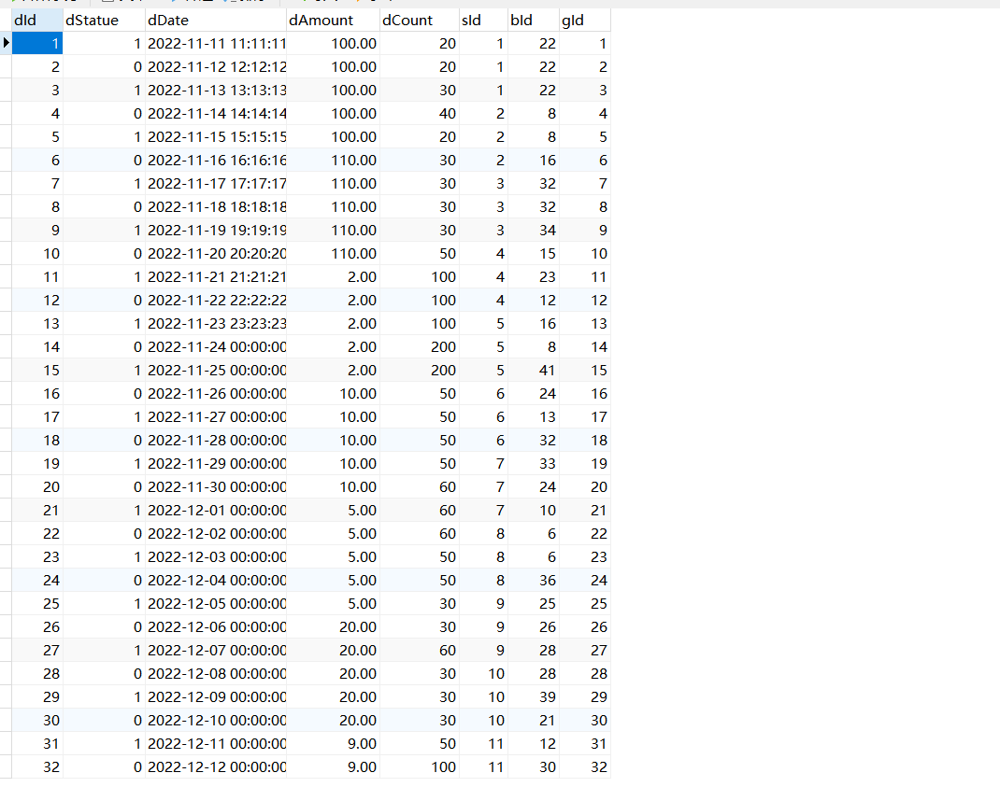 dId dStatue dDate dAmount dCount sId bId gId
1 1 2022-11-11 11:11:11 100.00 20 1 22 1
2 0 2022-11-12 12:12:12 100.00 20 1 22 2
3 1 2022-11-13 13:13:13 100.00 30 1 22 3
4 0 2022-11-14 14:14:14 100.00 40 2 8 4
5 1 2022-11-15 15:15:15 100.00 20 2 8 5
6 0 2022-11-16 16:16:16 110.00 30 2 16 6
7 1 2022-11-17 17:17:17 110.00 30 3 32 7
8 0 2022-11-18 18:18:18 110.00 30 3 32 8
9 1 2022-11-19 19:19:19 110.00 30 3 34 9
10 0 2022-11-20 20:20:20 110.00 50 4 15 10
11 1 2022-11-21 21:21:21 2.00 100 4 23 11
12 0 2022-11-22 22:22:22 2.00 100 4 12 12
13 1 2022-11-23 23:23:23 2.00 100 5 16 13
14 0 2022-11-24 00:00:00 2.00 200 5 8 14
15 1 2022-11-25 00:00:00 2.00 200 5 41 15
16 0 2022-11-26 00:00:00 10.00 50 6 24 16
17 1 2022-11-27 00:00:00 10.00 50 6 13 17
18 0 2022-11-28 00:00:00 10.00 50 6 32 18
19 1 2022-11-29 00:00:00 10.00 50 7 33 19
20 0 2022-11-30 00:00:00 10.00 60 7 24 20
21 1 2022-12-01 00:00:00 5.00 60 7 10 21
22 0 2022-12-02 00:00:00 5.00 60 8 6 22
23 1 2022-12-03 00:00:00 5.00 50 8 6 23
24 0 2022-12-04 00:00:00 5.00 50 8 36 24
25 1 2022-12-05 00:00:00 5.00 30 9 25 25
26 0 2022-12-06 00:00:00 20.00 30 9 26 26
27 1 2022-12-07 00:00:00 20.00 60 9 28 27
28 0 2022-12-08 00:00:00 20.00 30 10 28 28
29 1 2022-12-09 00:00:00 20.00 30 10 39 29
30 0 2022-12-10 00:00:00 20.00 30 10 21 30
31 1 2022-12-11 00:00:00 9.00 50 11 12 31
32 0 2022-12-12 00:00:00 9.00 100 11 30 32